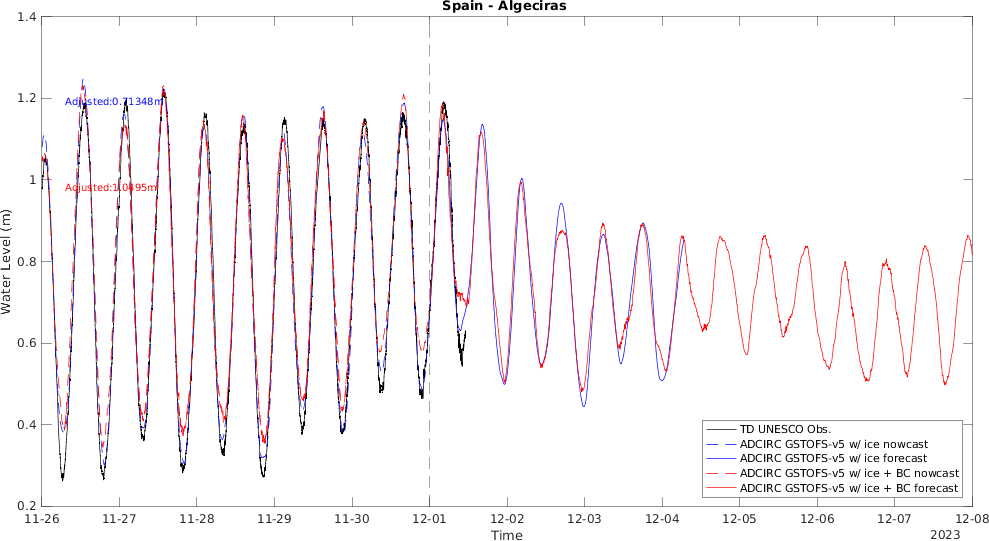 Spain - Algeciras
1.4
1.2
1
0.8
0.6
0.4
0.2
Water Level (m)
Adjusted:0.71348m
Adjusted:1.0495m
TD UNESCO Obs.
ADCIRC GSTOFS-v5 w/ ice nowcast
ADCIRC GSTOFS-v5 w/ ice forecast
ADCIRC GSTOFS-v5 w/ ice + BC nowcast
ADCIRC GSTOFS-v5 w/ ice + BC forecast
11-26 11-27 11-28 11-29 11-30 12-01 12-02 12-03 12-04 12-05 12-06 12-07 12-08
Time
2023